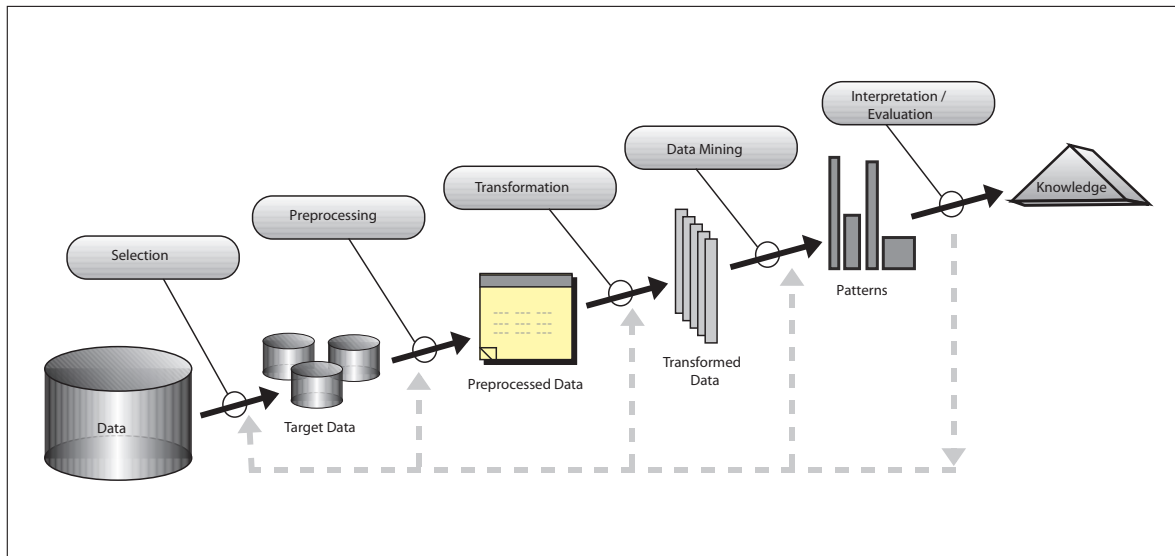 Interpretation /
Evaluation
Data Mining
Transformation
Preprocessing
Selection
Knowledge
Patterns
Transformed
Data
Preprocessed Data
Target Data
Data